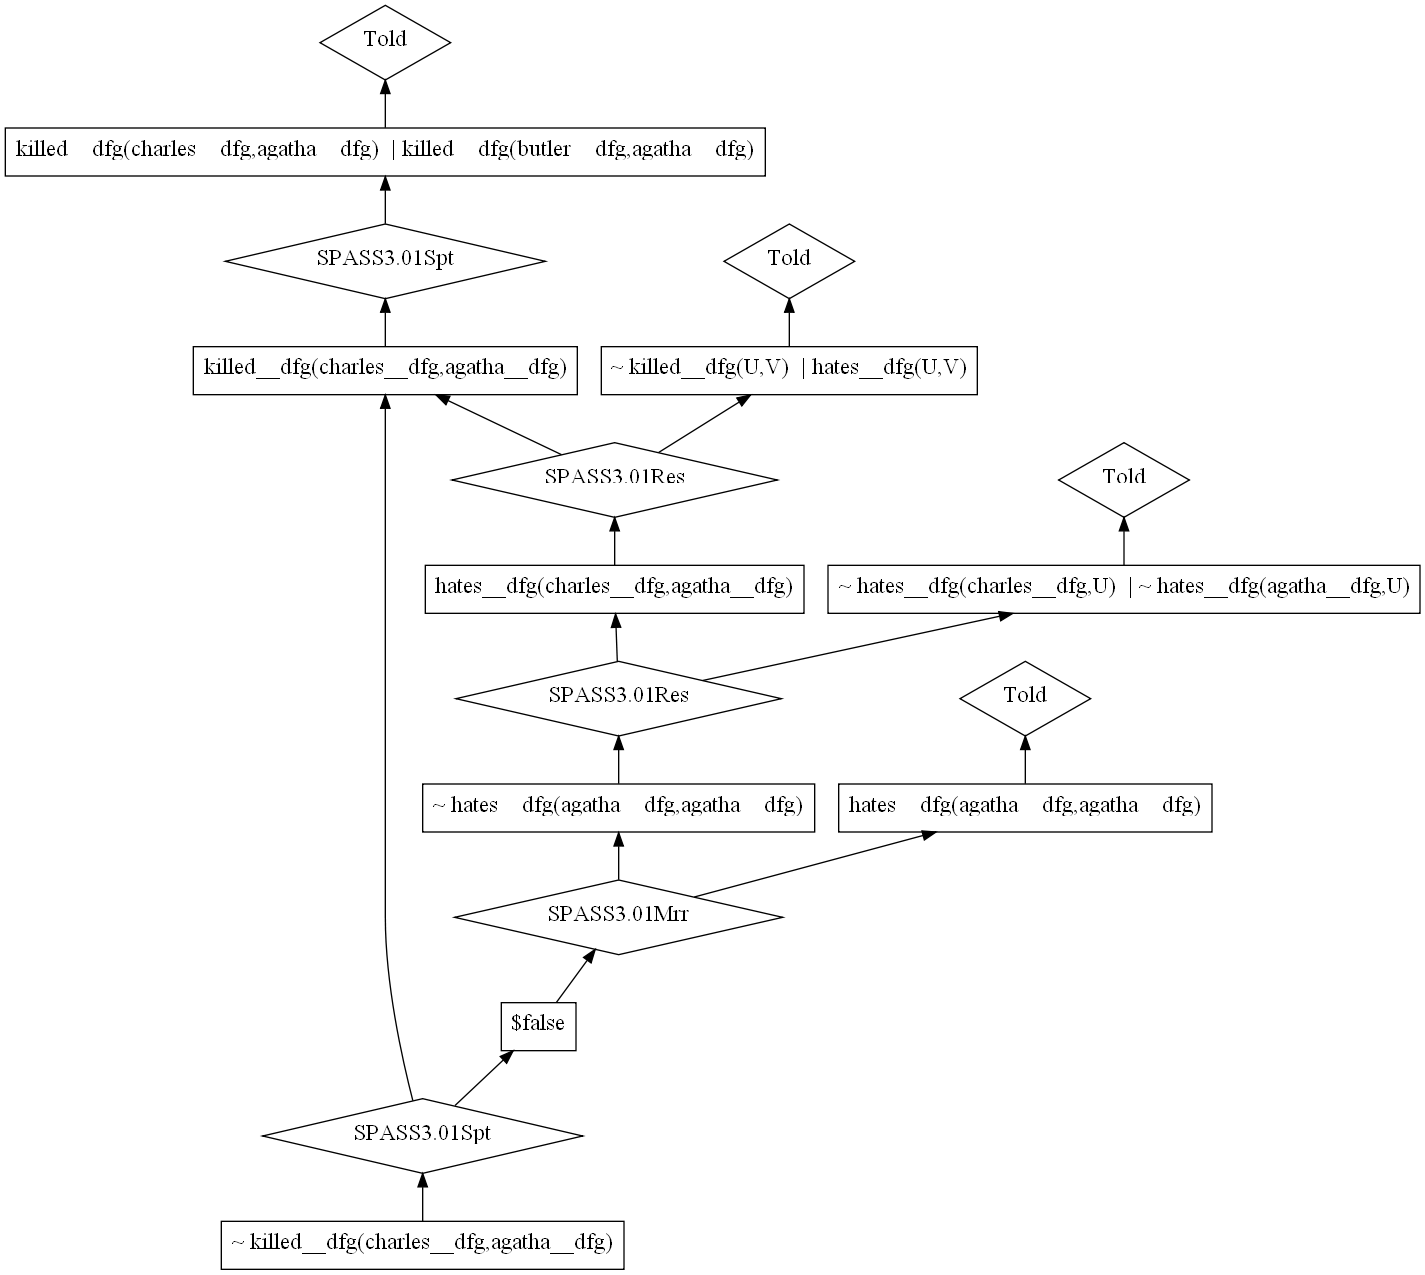 Told
killed    dfg(charles    dfg,agatha    dfg)  | killed    dfg(butler    dfg,agatha    dfg)
SPASS3.01Spt
Told
killed__dfg(charles__dfg,agatha__dfg)
~ killed__dfg(U,V)  | hates__dfg(U,V)
SPASS3.01Res
Told
hates__dfg(charles__dfg,agatha__dfg)
~ hates__dfg(charles__dfg,U)  | ~ hates__dfg(agatha__dfg,U)
SPASS3.01Res
Told
~ hates    dfg(agatha    dfg,agatha    dfg)
hates    dfg(agatha    dfg,agatha    dfg)
SPASS3.01Mrr
$false
SPASS3.01Spt
~ killed__dfg(charles__dfg,agatha__dfg)